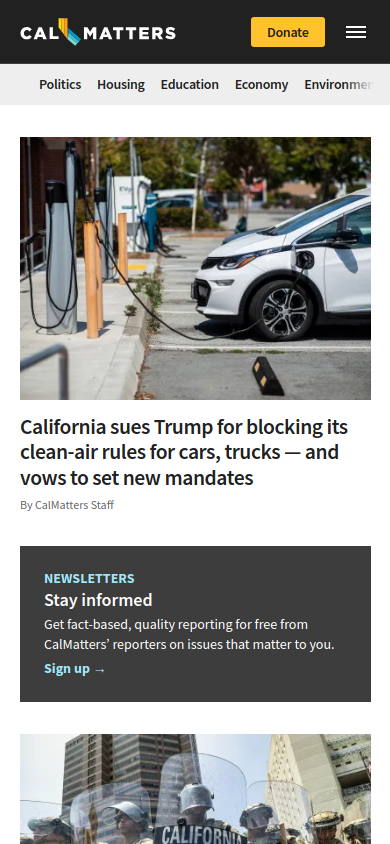 CAL MATTERS
Donate
Politics Housing Education Economy
California sues Trump for blocking its
clean-air rules for cars, trucks — and
vows to set new mandates
By CalMatters Staff
NEWSLETTERS
Stay informed
Get fact-based, quality reporting for free from
CalMatters’ reporters on issues that matter to you.
Sign up →
CALIFORNIA